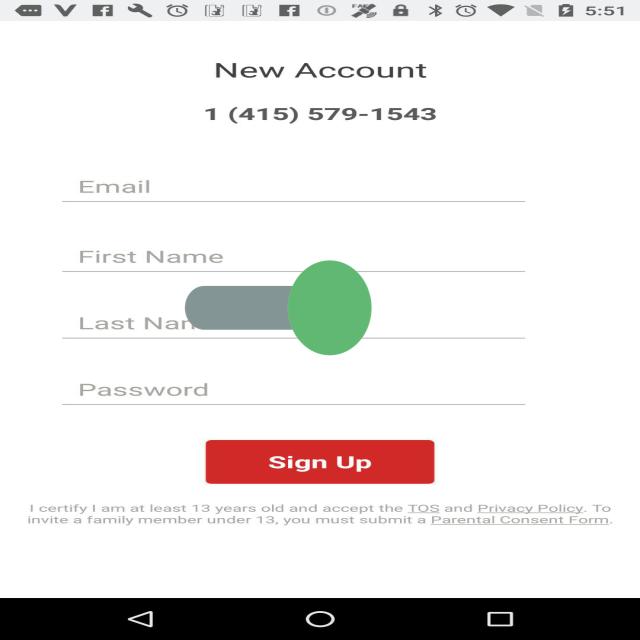 5:51
New Account
1 (415) 579-1543
Email
First Name
Last
Password
Sign Up
I certify I am at least 13 years old and accept the TOS and Privacy Policy. To
invite a family member under 13, you must submit a Parental Consent Form.